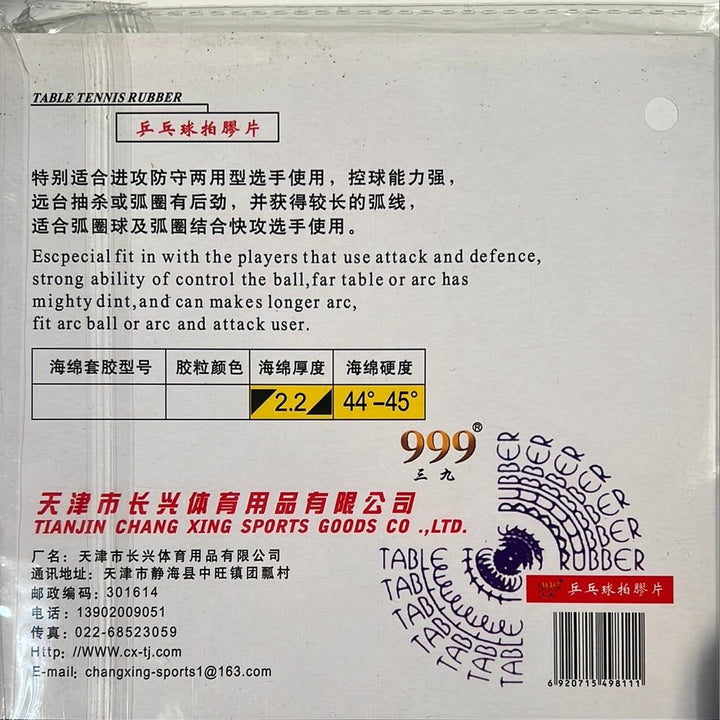 TABLE TENNIS RUBBER
乒乓球拍膠片
特别适合进攻防守两用型选手使用，控球能力强，
远台抽杀或弧圈有后劲，并获得较长的弧线，
适合弧圈球及弧圈结合快攻选手使用。
Escpecial fit in with the players that use attack and defence,
strong ability of control the ball,far table or arc has
mighty dint,and can makes longer arc,
fit arc ball or arc and attack user.
海绵套胶型号 胶粒颜色 海绵厚度 海绵硬度
2.2 44°–45°
999®
三九
天津市长兴体育用品有限公司
TIANJIN CHANG XING SPORTS GOODS CO .,LTD.
厂名：天津市长兴体育用品有限公司
通讯地址：天津市静海县中旺镇团瓢村
邮政编码：301614
电话：13902009051
传真：022-68523059
Http: //WWW.cx-tj.com
E-mail：changxing-sports1@163.com
TABLE TENNIS RUBBER
RUBBER
RUBBER
RUBBER
RUBBER
TABLE
TABLE
TABLE
TABLE
TABLE
999 三九 乒乓球拍膠片
6 920715 498111